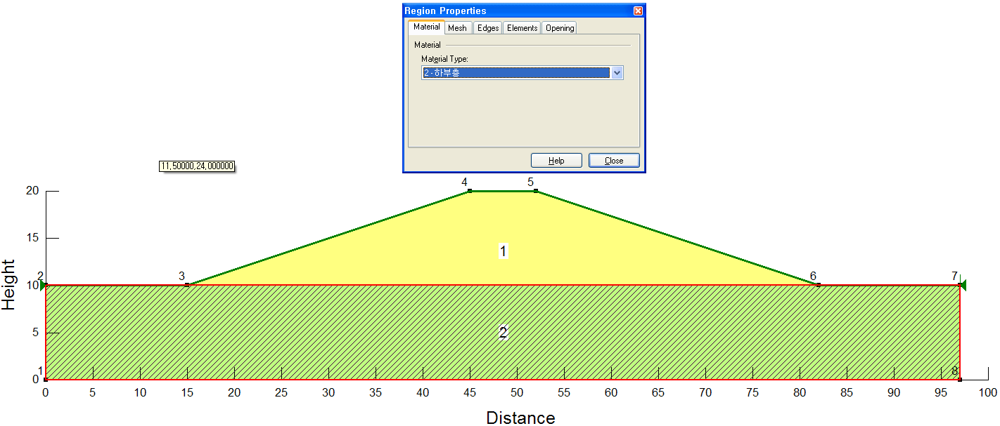 Region Properties
Material Mesh Edges Elements Opening
Material
Material Type:
2 - 하부층
Help Close
11,50000,24,000000
4 5
20
15
1
Height
2 3 6 7
10
5
2
1 8
0
0 5 10 15 20 25 30 35 40 45 50 55 60 65 70 75 80 85 90 95 100
Distance